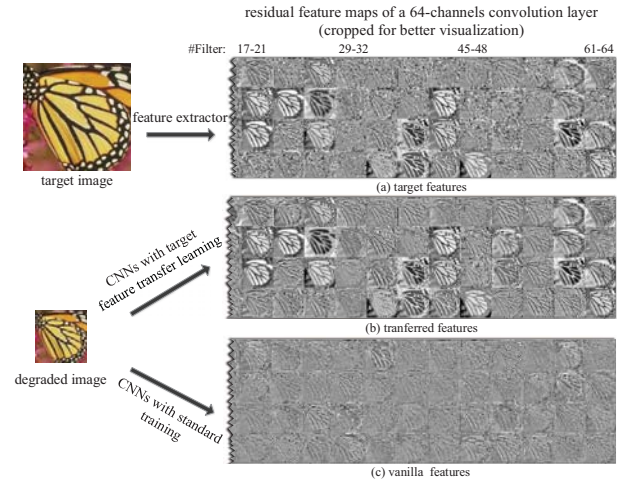 residual feature maps of a 64-channels convolution layer
(cropped for better visualization)
#Filter: 17-21 29-32 45-48 61-64
feature extractor
target image
(a) target features
CNNs with target
feature transfer learning
(b) tranferred features
degraded image
CNNs with standard
training
(c) vanilla features